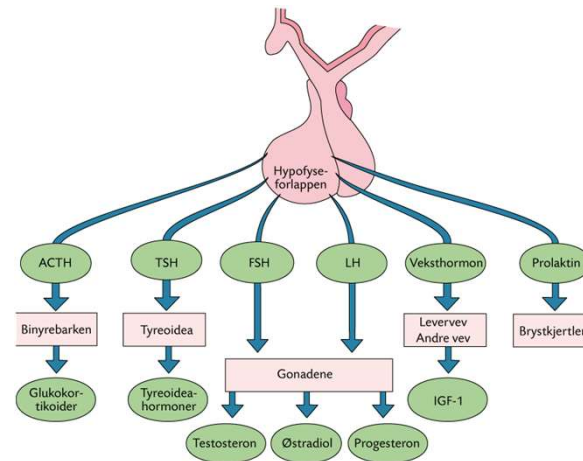 Hypofyse-
forlappen
ACTH
TSH
FSH
LH
Veksthormon
Prolaktin
Binyrebarken
Tyreoidea
Levervev
Andre vev
Brystkjertler
Gonadene
Glukokor-
tikoider
Tyreoidea-
hormoner
IGF-1
Testosteron
Østradiol
Progesteron